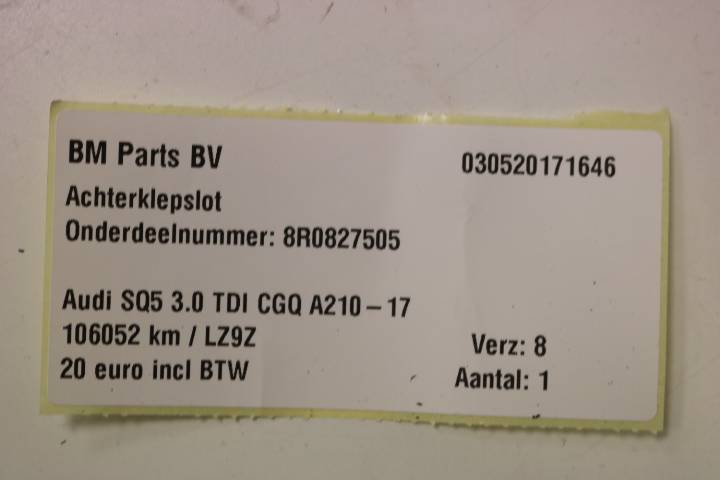 BM Parts BV 030520171646
Achterklepslot
Onderdeelnummer: 8R0827505
Audi SQ5 3.0 TDI CGQ A210-17
106052 km / LZ9Z Verz: 8
20 euro incl BTW Aantal: 1